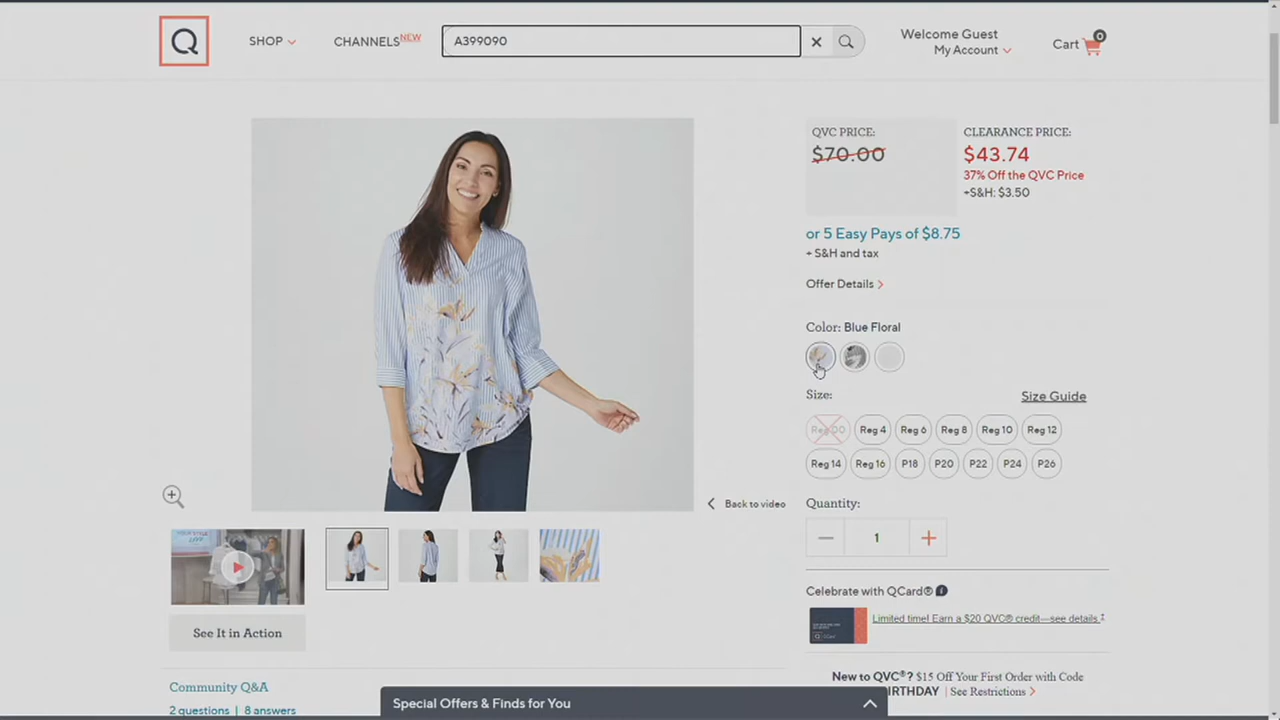 Q
SHOP
CHANNELS NEW
A399090
Welcome Guest
My Account
Cart 0
QVC PRICE:
$70.00
CLEARANCE PRICE:
$43.74
37% Off the QVC Price
+S&H: $3.50
or 5 Easy Pays of $8.75
+ S&H and tax
Offer Details
Color: Blue Floral
Size:
Size Guide
Reg 4 Reg 6 Reg 8 Reg 10 Reg 12
Reg 14 Reg 16 P18 P20 P22 P24 P26
Back to video
Quantity:
1
Celebrate with QCard®
Limited time! Earn a $20 QVC® credit—see details.‡
New to QVC®? $15 Off Your First Order with Code
BIRTHDAY | See Restrictions
See It in Action
Community Q&A
2 questions | 8 answers
Special Offers & Finds for You